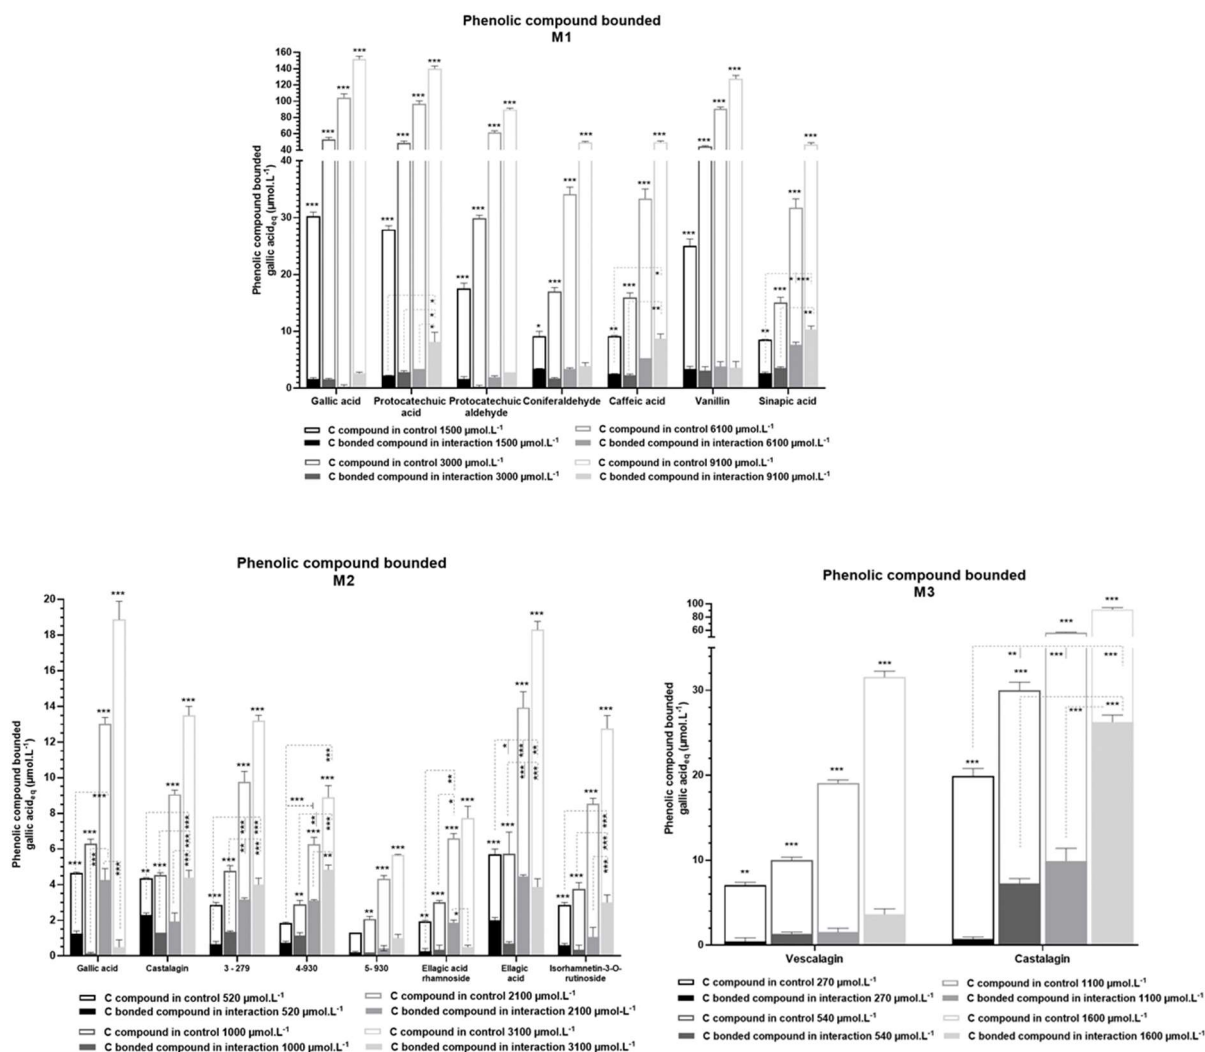 Phenolic compound bounded
M1
Phenolic compound bounded
gallic acideq (µmol.L-1)
160
140
120
100
80
60
40
40
30
20
10
0
Gallic acid
Protocatechuic
acid
Protocatechuic
aldehyde
Coniferaldehyde
Caffeic acid
Vanillin
Sinapic acid
C compound in control 1500 µmol.L-1
C bonded compound in interaction 1500 µmol.L-1
C compound in control 3000 µmol.L-1
C bonded compound in interaction 3000 µmol.L-1
C compound in control 6100 µmol.L-1
C bonded compound in interaction 6100 µmol.L-1
C compound in control 9100 µmol.L-1
C bonded compound in interaction 9100 µmol.L-1
Phenolic compound bounded
M2
Phenolic compound bounded
gallic acideq (µmol.L-1)
20
18
16
14
12
10
8
6
4
2
0
Gallic acid
Castalagin
3 - 279
4-930
5- 930
Ellagic acid
rhamnoside
Ellagic
acid
Isorhamnetin-3-O-
rutinoside
C compound in control 520 µmol.L-1
C bonded compound in interaction 520 µmol.L-1
C compound in control 1000 µmol.L-1
C bonded compound in interaction 1000 µmol.L-1
C compound in control 2100 µmol.L-1
C bonded compound in interaction 2100 µmol-L-1
C compound in control 3100 µmol.L-1
C bonded compound in interaction 3100 µmol.L-1
Phenolic compound bounded
M3
Phenolic compound bounded
gallic acideq (µmol.L-1)
100
80
60
30
20
10
0
Vescalagin
Castalagin
C compound in control 270 µmol.L-1
C bonded compound in interaction 270 µmol.L-1
C compound in control 540 µmol.L-1
C bonded compound in interaction 540 µmol.L-1
C compound in control 1100 µmol.L-1
C bonded compound in interaction 1100 µmol.L-1
C compound in control 1600 µmol.L-1
C bonded compound in interaction 1600 µmol.L-1